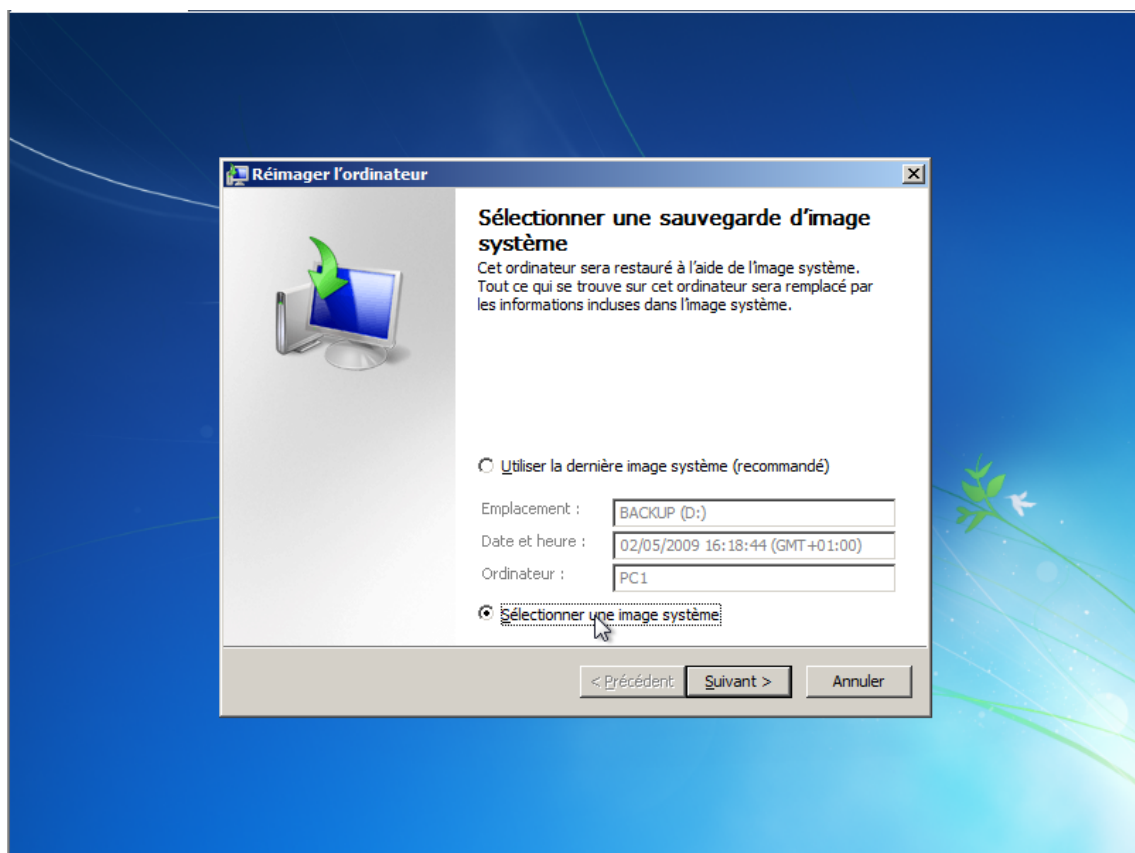 Réimager l'ordinateur
Sélectionner une sauvegarde d'image
système
Cet ordinateur sera restauré à l'aide de l'image système.
Tout ce qui se trouve sur cet ordinateur sera remplacé par
les informations incluses dans l'image système.
Utiliser la dernière image système (recommandé)
Emplacement : BACKUP (D:)
Date et heure : 02/05/2009 16:18:44 (GMT+01:00)
Ordinateur : PC1
Sélectionner une image système
< Précédent Suivant > Annuler